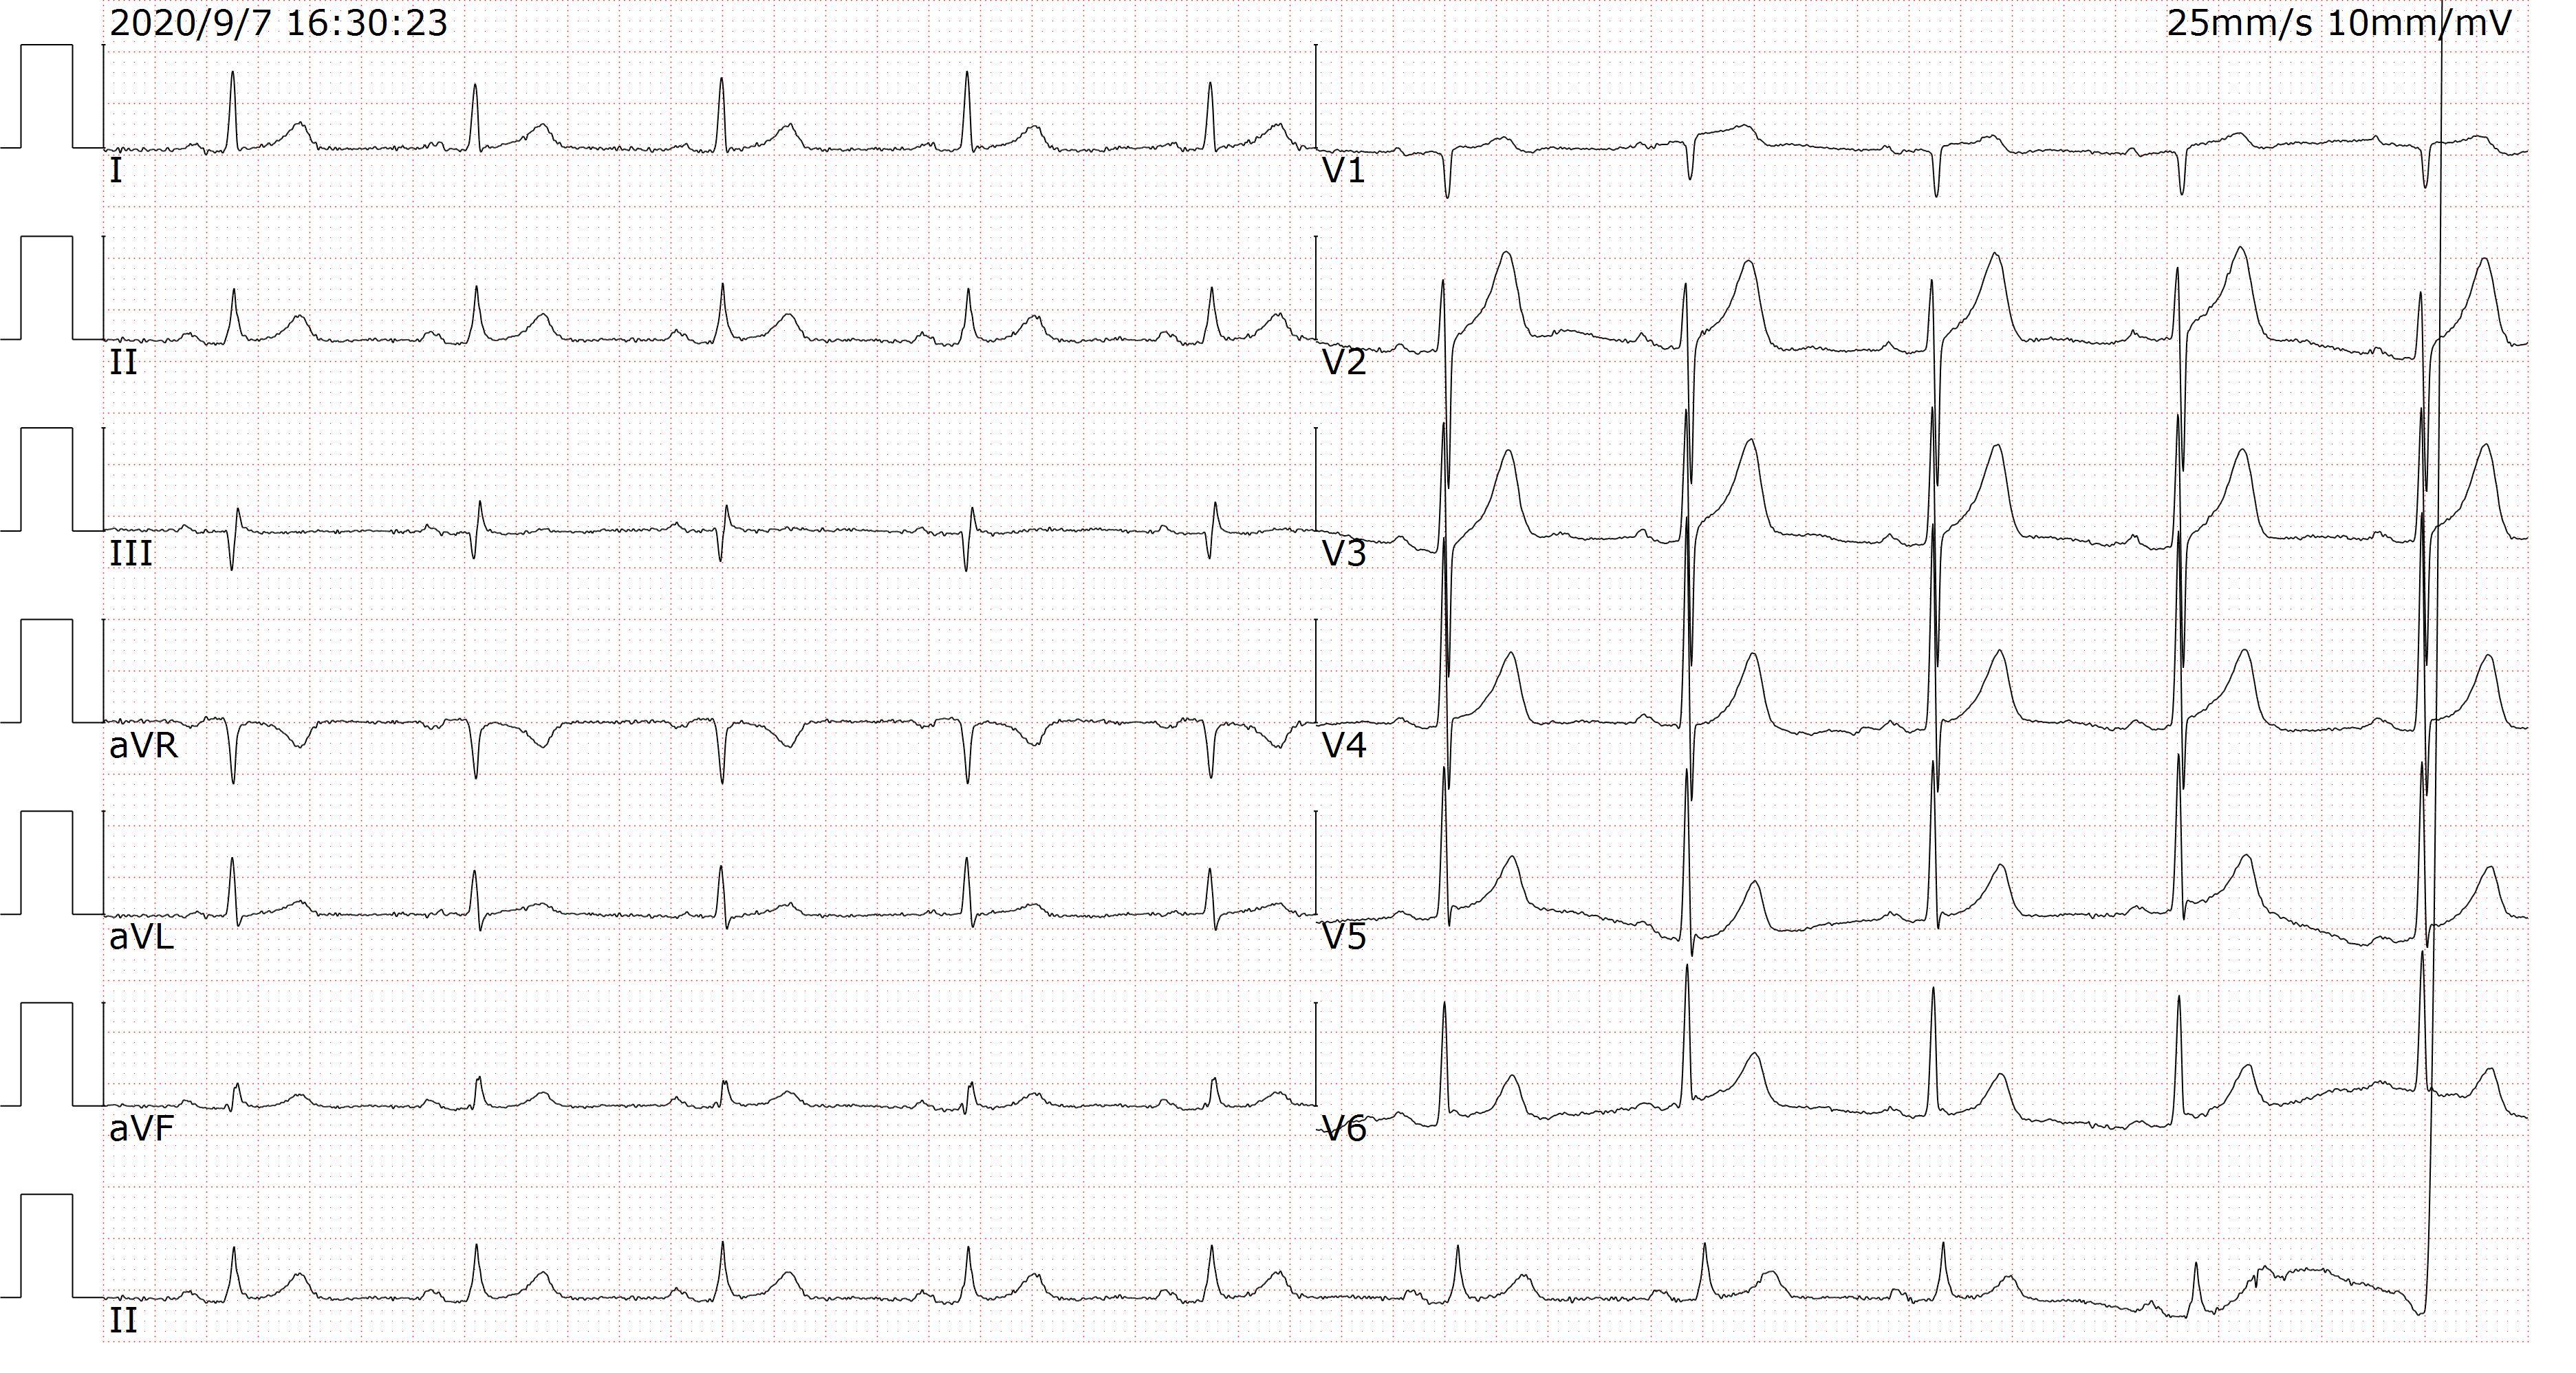 2020/9/7 16:30:23 25mm/s 10mm/mV
I V1
II V2
III V3
aVR V4
aVL V5
aVF V6
II